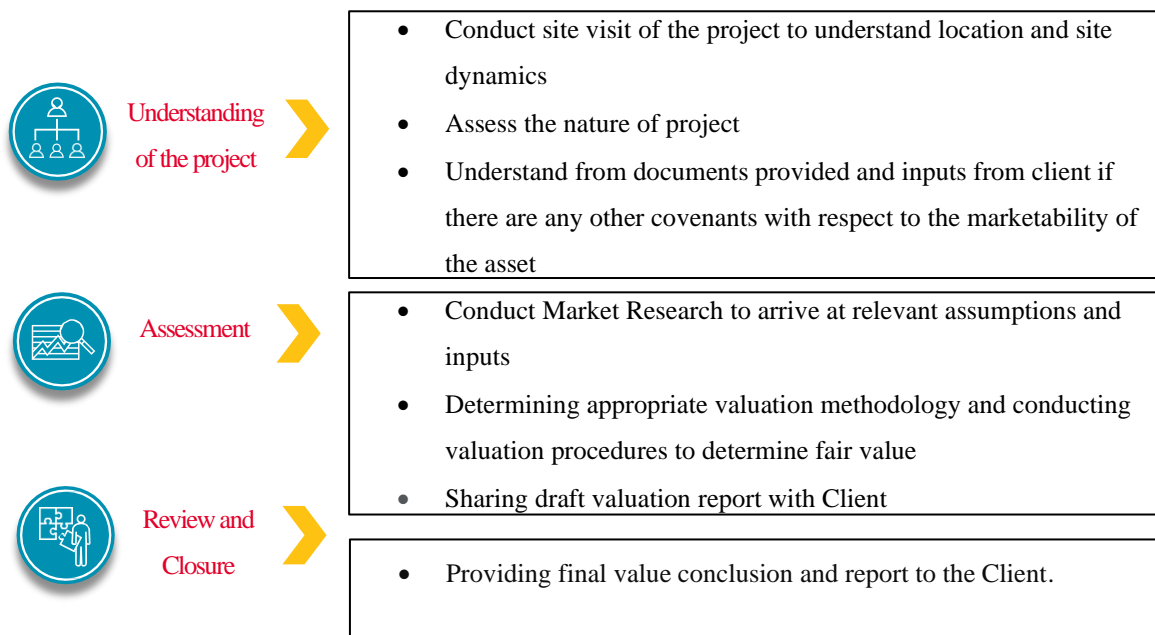 Understanding
of the project
• Conduct site visit of the project to understand location and site
dynamics
• Assess the nature of project
• Understand from documents provided and inputs from client if
there are any other covenants with respect to the marketability of
the asset
Assessment
• Conduct Market Research to arrive at relevant assumptions and
inputs
• Determining appropriate valuation methodology and conducting
valuation procedures to determine fair value
• Sharing draft valuation report with Client
Review and
Closure
• Providing final value conclusion and report to the Client.